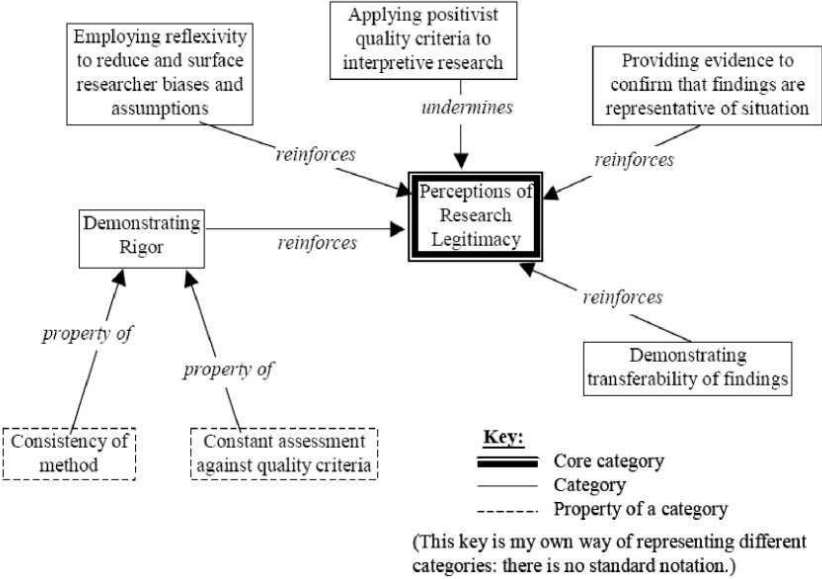 Employing reflexivity
to reduce and surface
researcher biases and
assumptions
Applying positivist
quality criteria to
interpretive research
Providing evidence to
confirm that findings are
representative of situation
undermines
reinforces
reinforces
Perceptions of
Research
Legitimacy
Demonstrating
Rigor
reinforces
reinforces
property of
property of
Demonstrating
transferability of findings
Consistency of
method
Constant assessment
against quality criteria
Key:
Core category
Category
Property of a category
(This key is my own way of representing different
categories: there is no standard notation.)